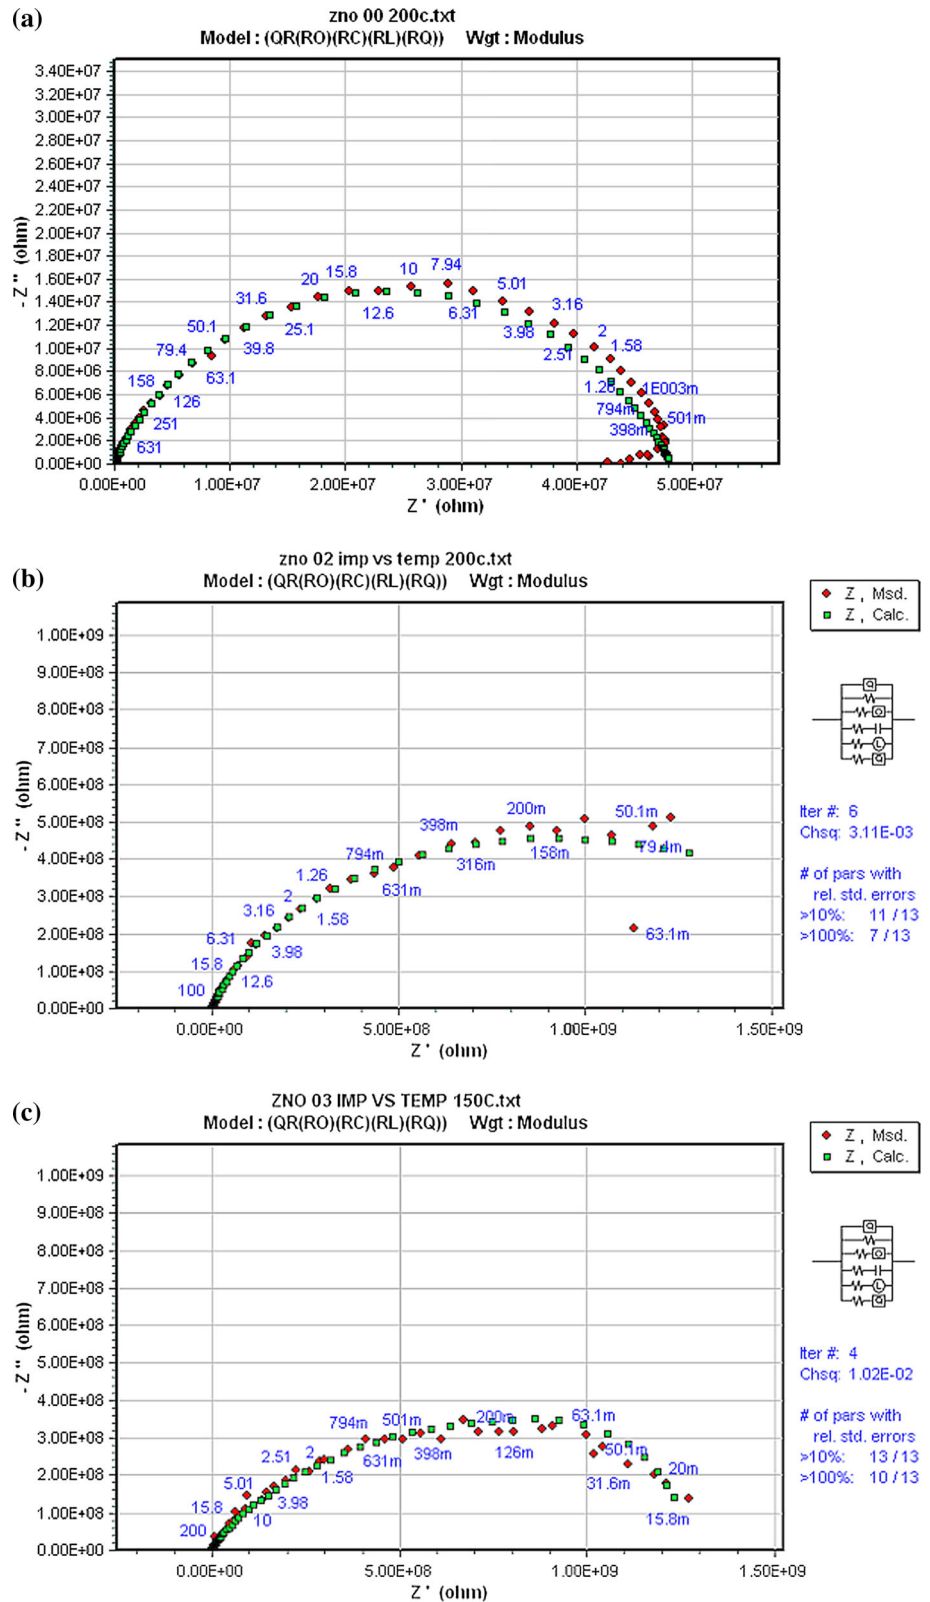 (a)
zno 00 200c.txt
Model : (QR(RO)(RC)(RL)(RQ)) Wgt : Modulus
3.40E+07
3.20E+07
3.00E+07
2.80E+07
2.60E+07
2.40E+07
2.20E+07
2.00E+07
1.80E+07
1.60E+07
1.40E+07
1.20E+07
1.00E+07
8.00E+06
6.00E+06
4.00E+06
2.00E+06
0.00E+00
- Z'' (ohm)
10 7.94
15.8
20 5.01
31.6 3.16
12.6 6.31
50.1 25.1 3.98 2
79.4 39.8 2.51 1.58
158 63.1 1.26 1E003m
126 794m
251 398m 501m
631
0.00E+00 1.00E+07 2.00E+07 3.00E+07 4.00E+07 5.00E+07
Z ' (ohm)
(b)
zno 02 imp vs temp 200c.txt
Model : (QR(RO)(RC)(RL)(RQ)) Wgt : Modulus
Z , Msd.
Z , Calc.
L
Iter #: 6
Chsq: 3.11E-03
# of pars with
rel. std. errors
>10%: 11 / 13
>100%: 7 / 13
1.00E+09
9.00E+08
8.00E+08
7.00E+08
6.00E+08
5.00E+08
4.00E+08
3.00E+08
2.00E+08
1.00E+08
0.00E+00
- Z'' (ohm)
200m 50.1m
398m
794m 316m 158m 79.4m
1.26 631m
2
3.16 1.58
6.31 3.98 63.1m
15.8 12.6
100
0.00E+00 5.00E+08 1.00E+09 1.50E+09
Z ' (ohm)
(c)
ZNO 03 IMP VS TEMP 150C.txt
Model : (QR(RO)(RC)(RL)(RQ)) Wgt : Modulus
Z , Msd.
Z , Calc.
L
Iter #: 4
Chsq: 1.02E-02
# of pars with
rel. std. errors
>10%: 13 / 13
>100%: 10 / 13
1.00E+09
9.00E+08
8.00E+08
7.00E+08
6.00E+08
5.00E+08
4.00E+08
3.00E+08
2.00E+08
1.00E+08
0.00E+00
- Z'' (ohm)
794m 501m 200m 63.1m
2.51 2 631m 398m 126m 50.1m
5.01 1.58 31.6m 20m
15.8 3.98
200 10 15.8m
0.00E+00 5.00E+08 1.00E+09 1.50E+09
Z ' (ohm)